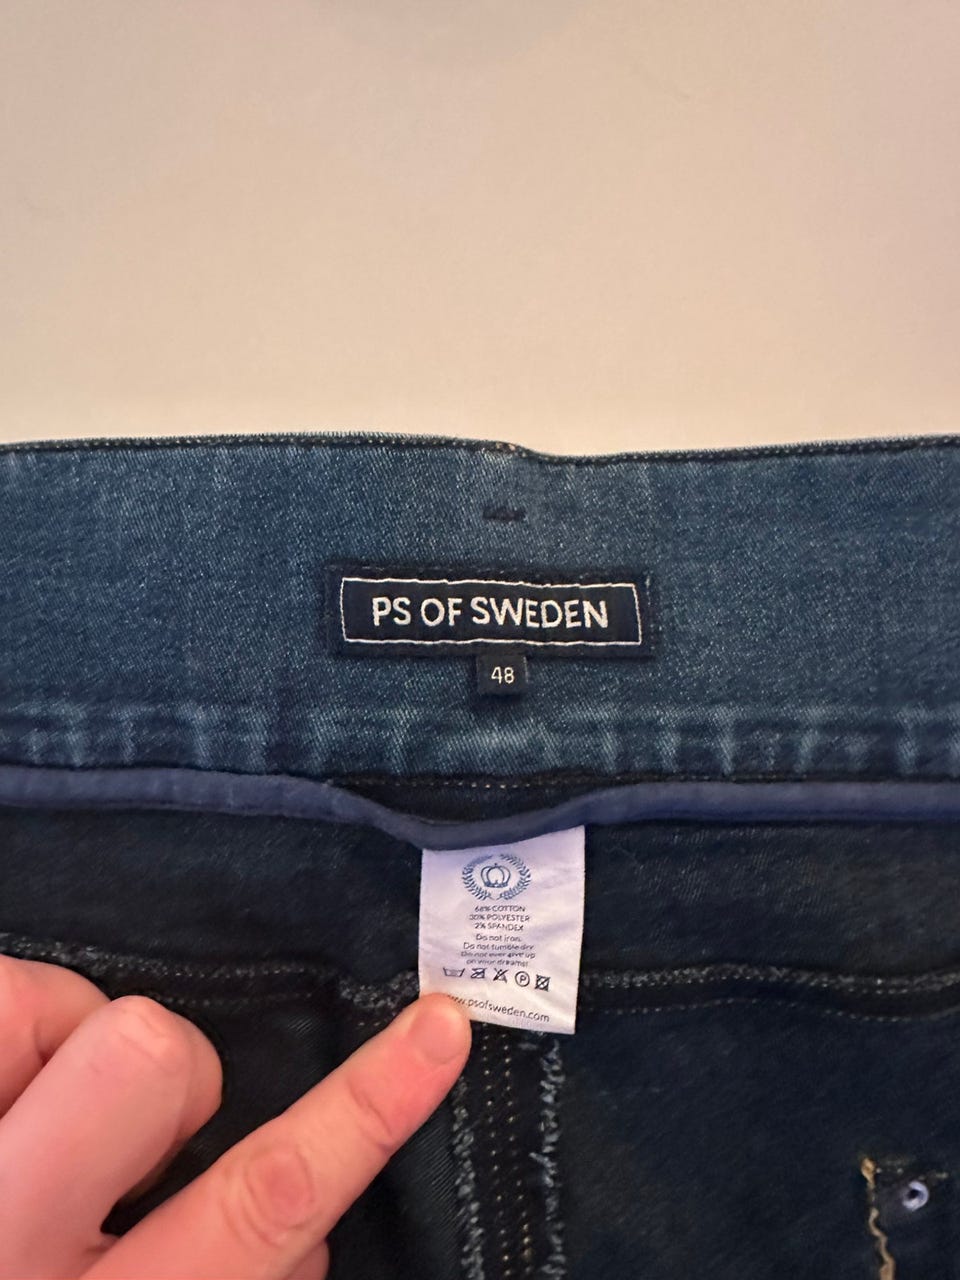 PS OF SWEDEN
48
68% COTTON
30% POLYESTER
2% SPANDEX
Do not iron.
Do not tumble dry
Do not ever give up
on your dreams!
www.psofsweden.com